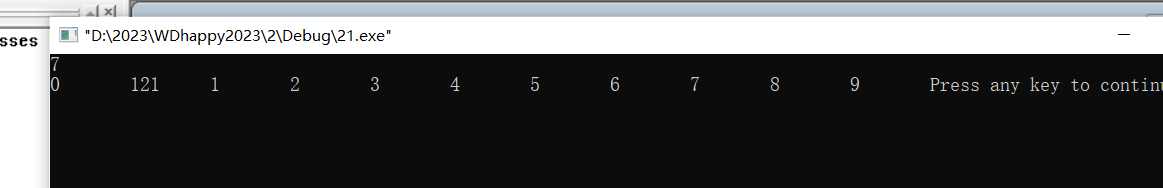 sses
"D:\2023\WDhappy2023\2\Debug\21.exe"
7
0 121 1 2 3 4 5 6 7 8 9 Press any key to continu